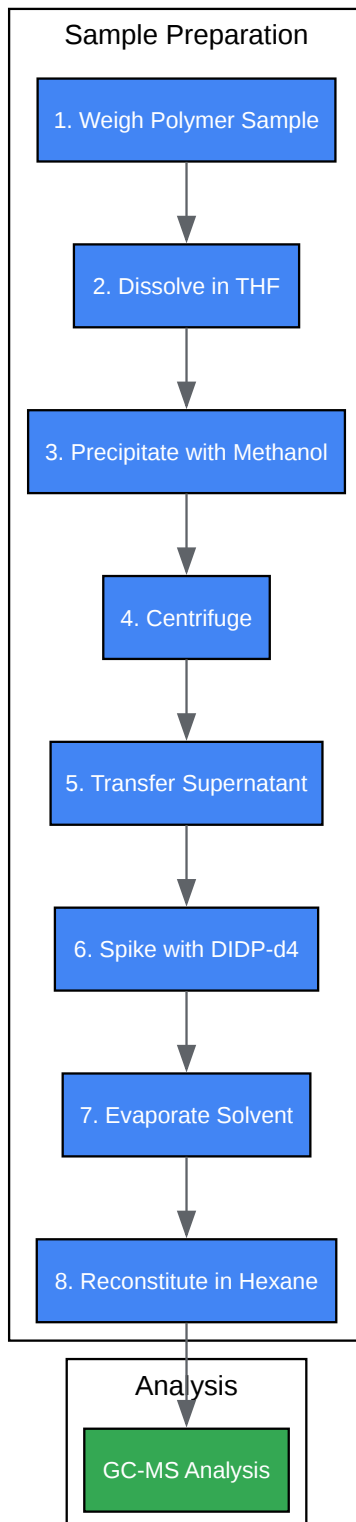 Sample Preparation
1. Weigh Polymer Sample
2. Dissolve in THF
3. Precipitate with Methanol
4. Centrifuge
5. Transfer Supernatant
6. Spike with DIDP-d4
7. Evaporate Solvent
8. Reconstitute in Hexane
Analysis
GC-MS Analysis